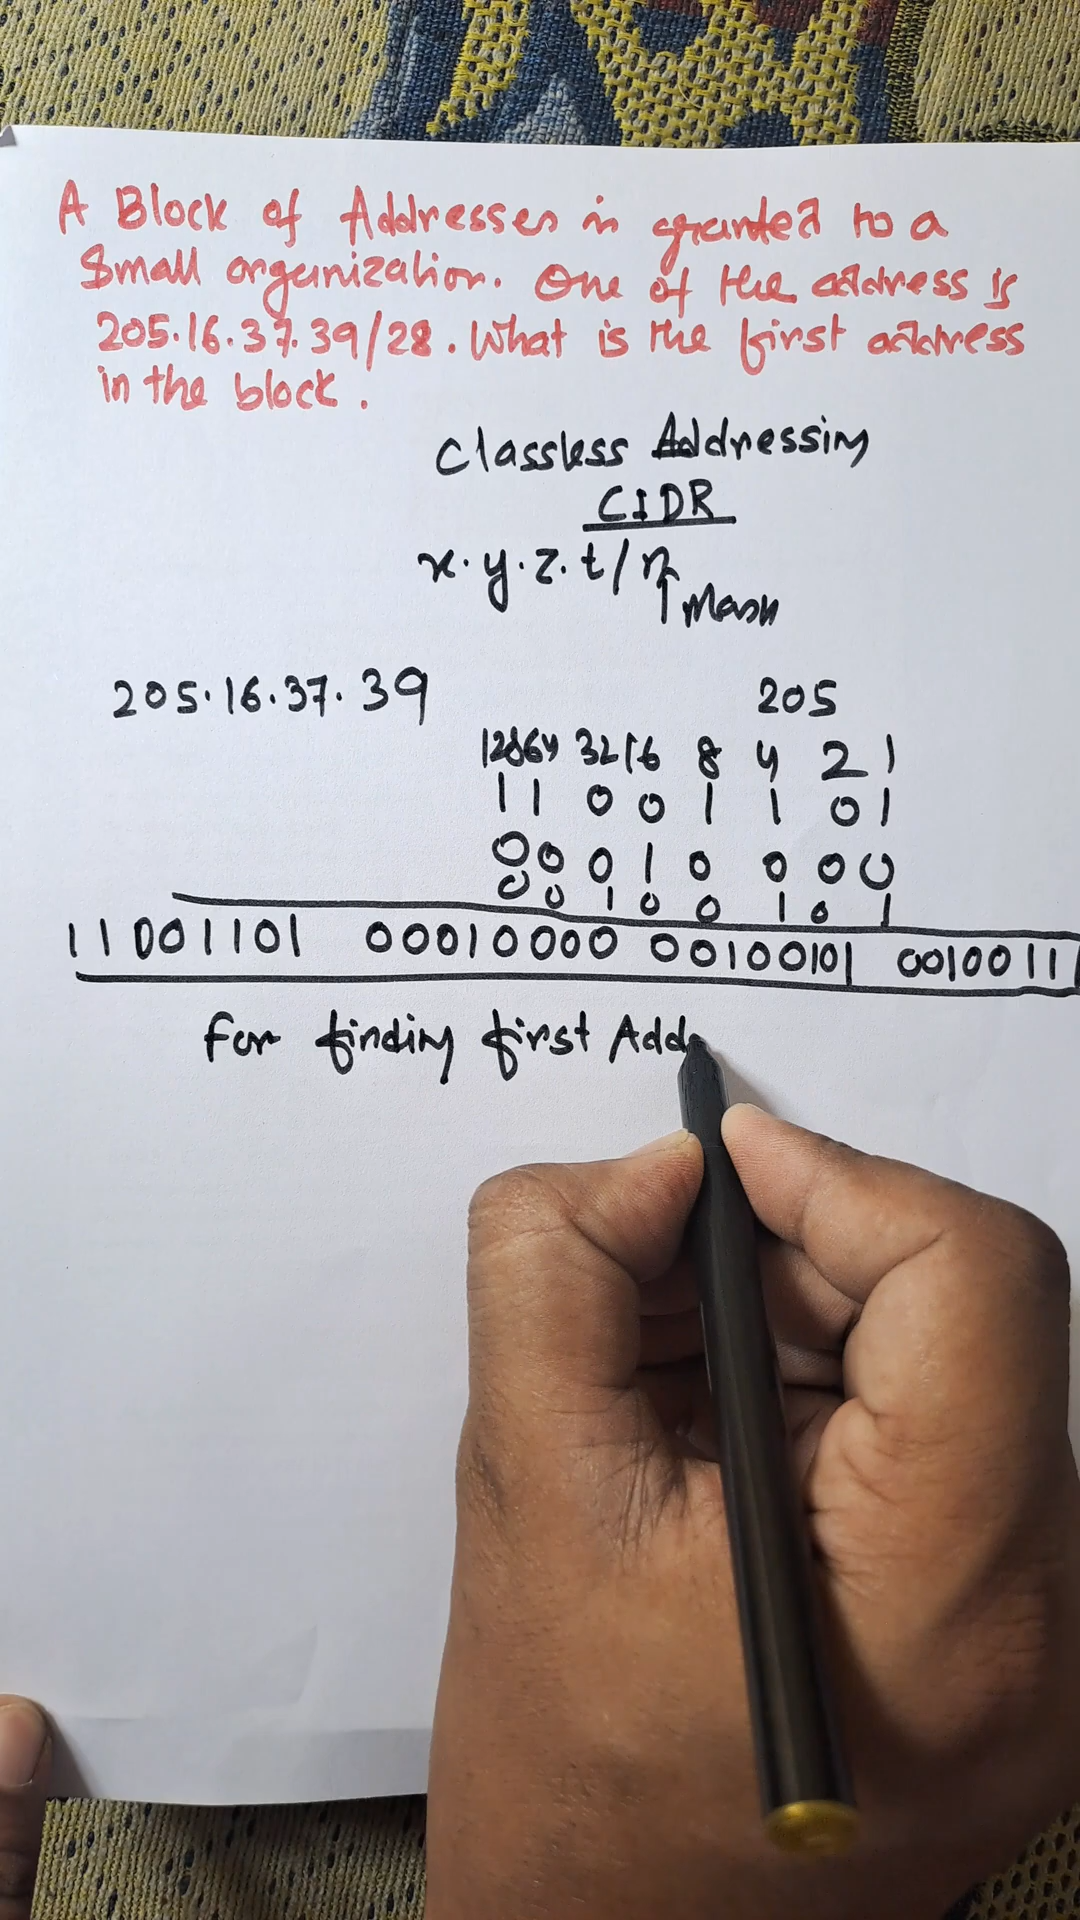 A Block of Addresses is granted to a
Small organization. One of the address is
205.16.37.39/28. What is the first address
in the block.
Classless Addressing
CIDR
x.y.z.t/n
Mask
205.16.37.39
205
128 64 32 16 8 4 2 1
1 1 0 0 1 1 0 1
0 0 0 1 0 0 0 0
0 0 1 0 0 1 0 1
11001101 00010000 00100101 0010011
For finding first Add